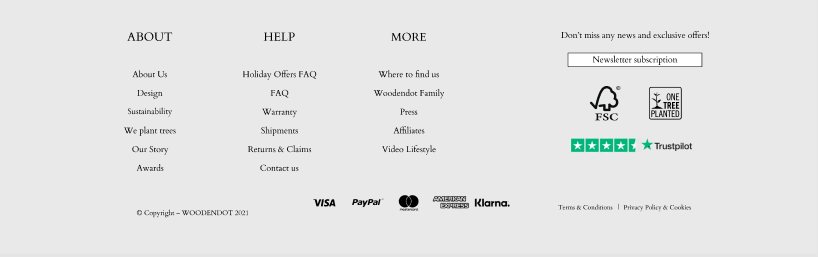 ABOUT
About Us
Design
Sustainability
We plant trees
Our Story
Awards
HELP
Holiday Offers FAQ
FAQ
Warranty
Shipments
Returns & Claims
Contact us
MORE
Where to find us
Woodendot Family
Press
Affiliates
Video Lifestyle
Don't miss any news and exclusive offers!
Newsletter subscription
FSC
ONE
TREE
PLANTED
Trustpilot
© Copyright – WOODENDOT 2021
VISA PayPal mastercard AMERICAN EXPRESS Klarna.
Terms & Conditions | Privacy Policy & Cookies